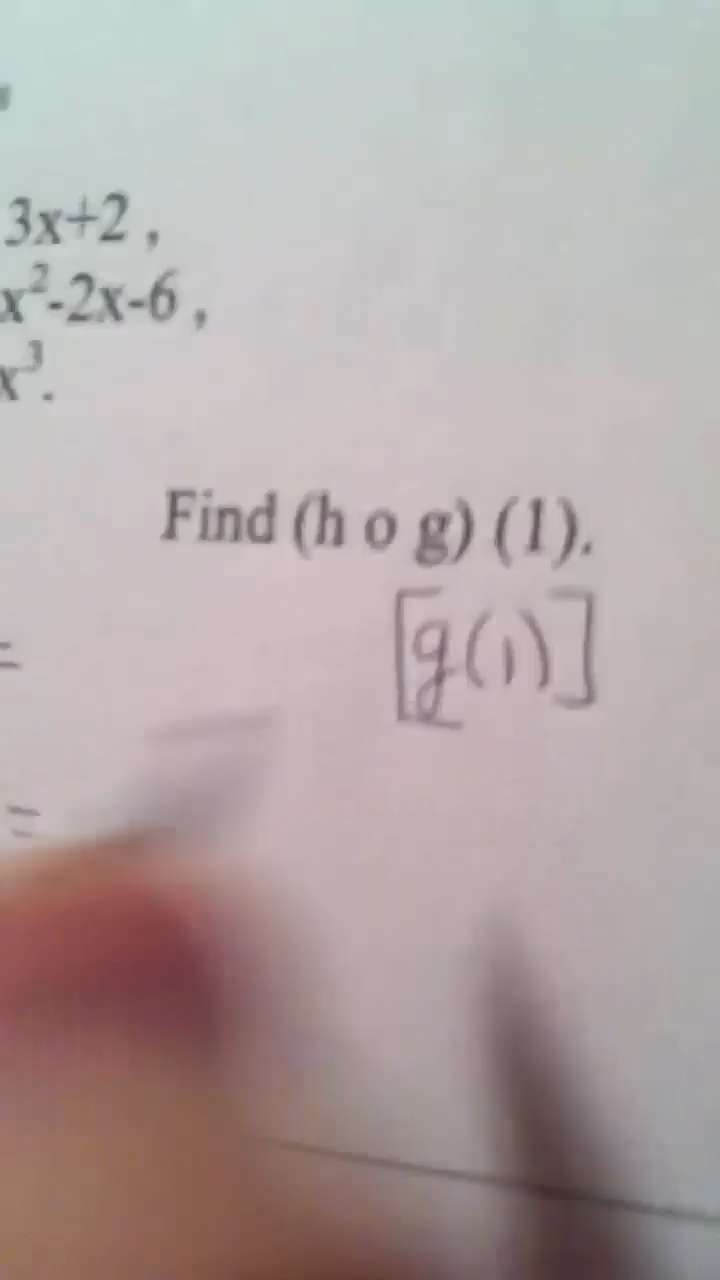 3x+2 ,
x²-2x-6 ,
x³.
Find (h o g) (1).
[g(1)]
=
=